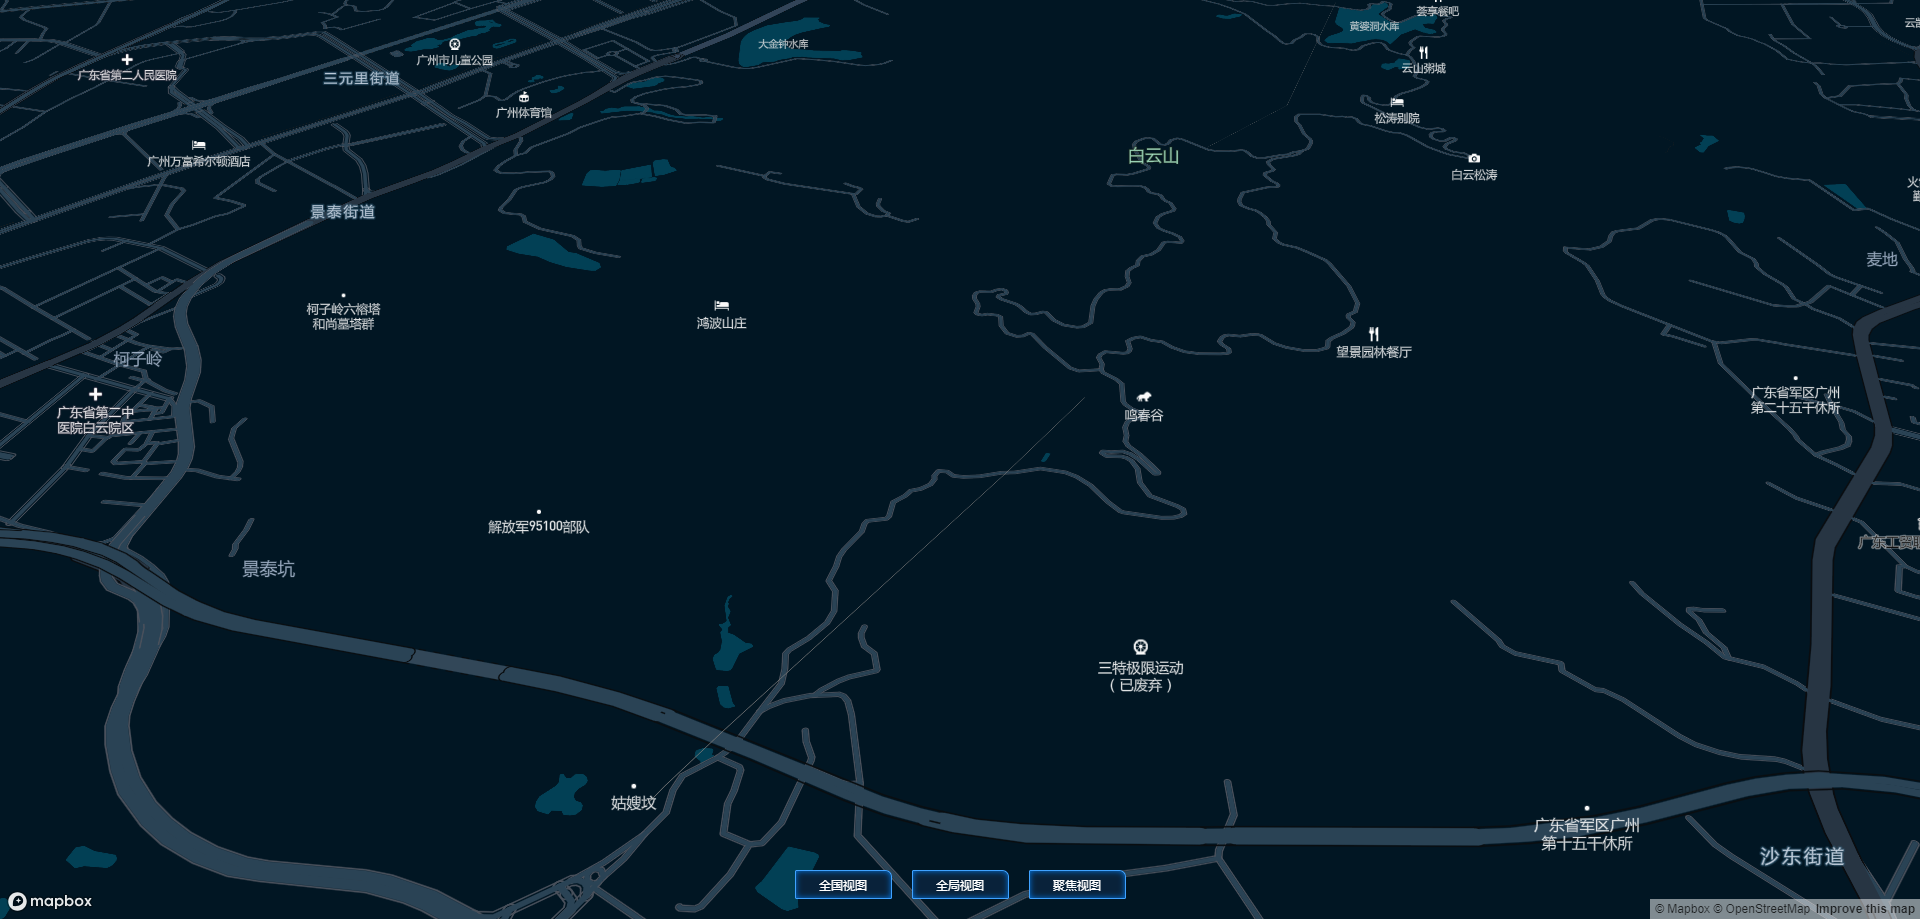 荟享餐吧
黄婆洞水库
大金钟水库
广州市儿童公园
广东省第二人民医院
三元里街道
云山粥城
广州体育馆
松涛别院
广州万富希尔顿酒店
白云山
白云松涛
景泰街道
麦地
柯子岭六榕塔
和尚墓塔群
鸿波山庄
望景园林餐厅
柯子岭
广东省第二中
医院白云院区
鸣春谷
广东省军区广州
第二十五干休所
解放军95100部队
广东工贸职
景泰坑
三特极限运动
（已废弃）
姑嫂坟
广东省军区广州
第十五干休所
沙东街道
全国视图
全局视图
聚焦视图
mapbox
© Mapbox © OpenStreetMap Improve this map